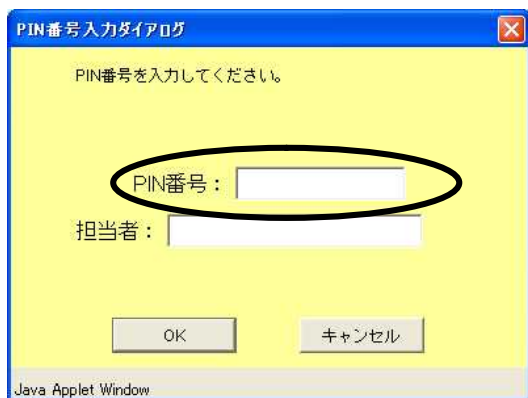 PIN番号入力ダイアログ
PIN番号を入力してください。
PIN番号：
担当者：
OK キャンセル
Java Applet Window